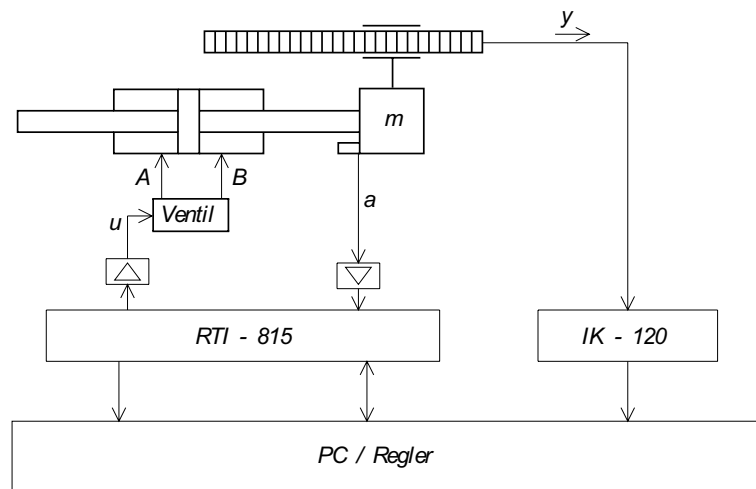 y
m
A
B
a
u
Ventil
RTI - 815
IK - 120
PC / Regler